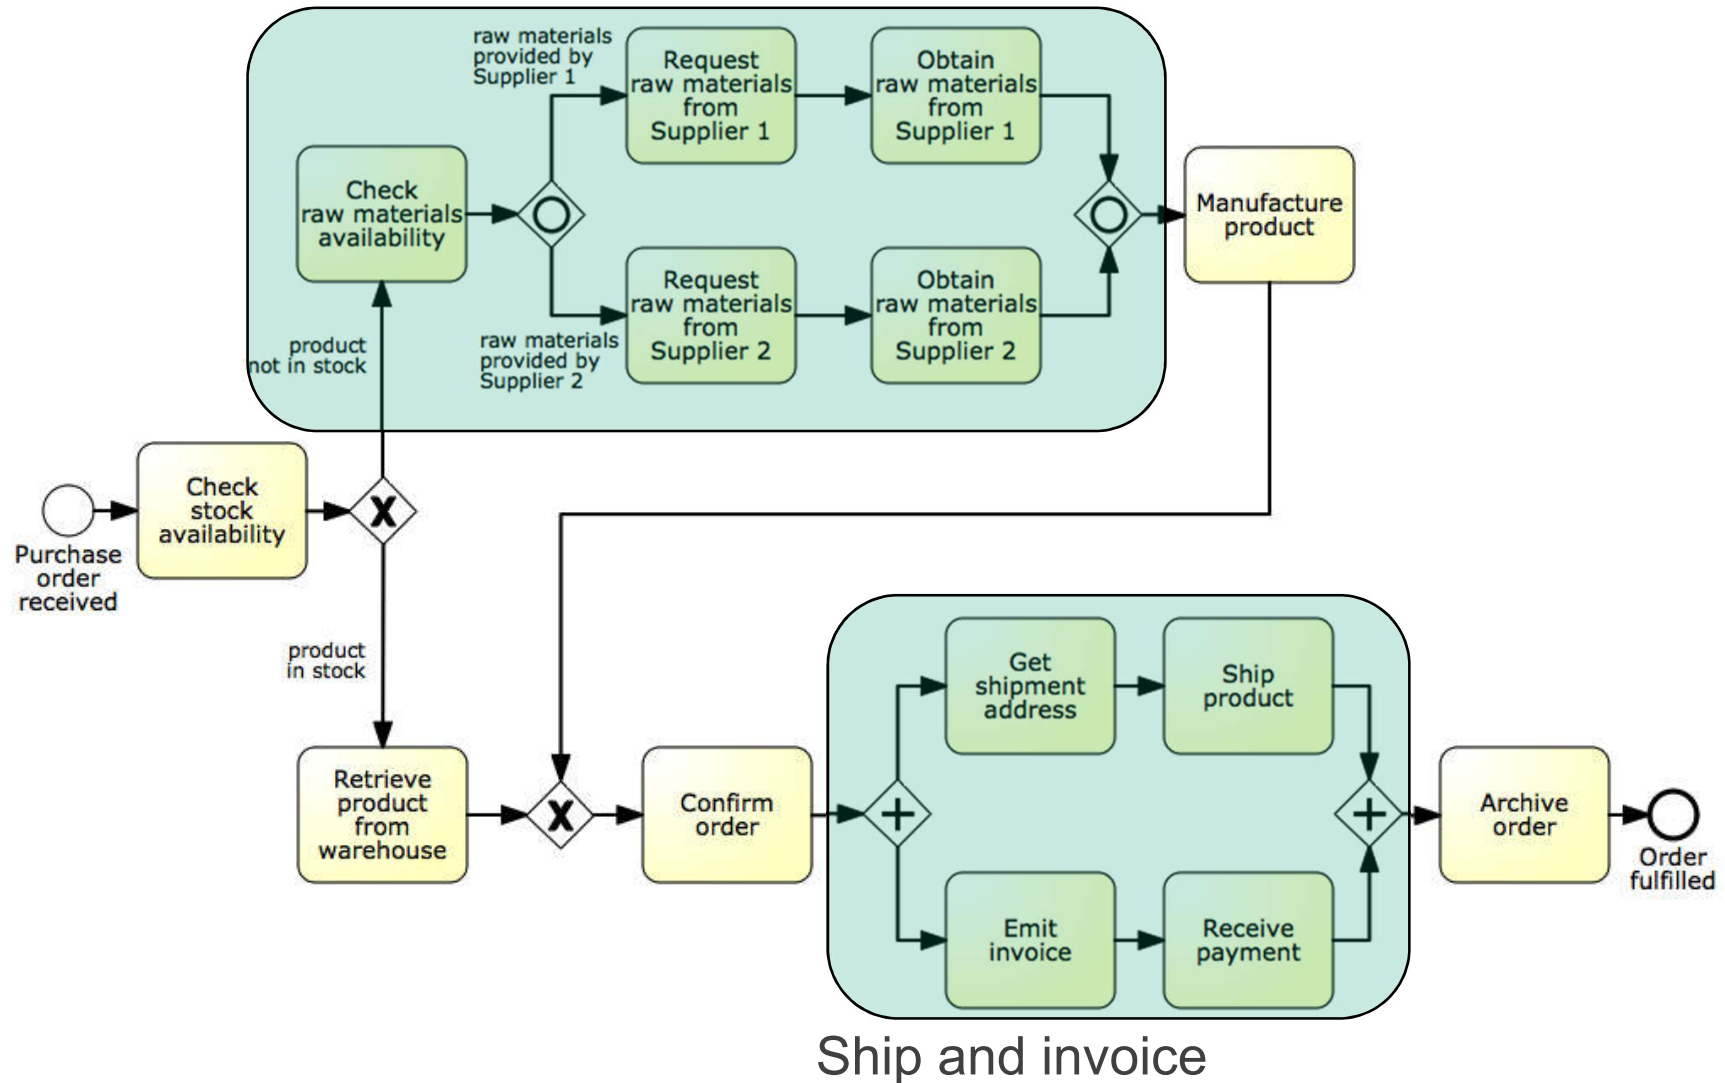 raw materials
provided by
Supplier 1
Request
raw materials
from
Supplier 1
Obtain
raw materials
from
Supplier 1
Check
raw materials
availability
Manufacture
product
raw materials
provided by
Supplier 2
Request
raw materials
from
Supplier 2
Obtain
raw materials
from
Supplier 2
product
not in stock
Purchase
order
received
Check
stock
availability
X
product
in stock
Retrieve
product
from
warehouse
X
Confirm
order
+
Get
shipment
address
Ship
product
Emit
invoice
Receive
payment
+
Archive
order
Order
fulfilled
Ship and invoice